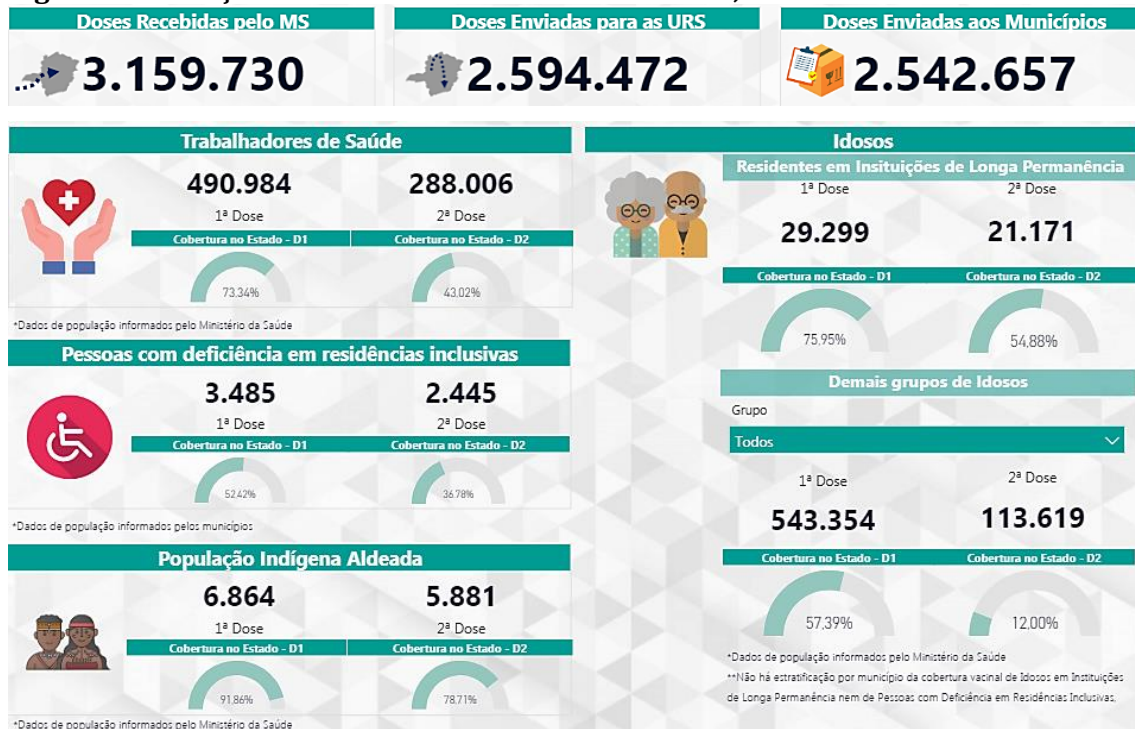 Doses Recebidas pelo MS
3.159.730
Doses Enviadas para as URS
2.594.472
Doses Enviadas aos Municípios
2.542.657
Trabalhadores de Saúde
490.984 288.006
1ª Dose 2ª Dose
Cobertura no Estado - D1 Cobertura no Estado - D2
73,34% 43,02%
*Dados de população informados pelo Ministério da Saúde
Pessoas com deficiência em residências inclusivas
3.485 2.445
1ª Dose 2ª Dose
Cobertura no Estado - D1 Cobertura no Estado - D2
52,42% 36,78%
*Dados de população informados pelos municípios
População Indígena Aldeada
6.864 5.881
1ª Dose 2ª Dose
Cobertura no Estado - D1 Cobertura no Estado - D2
91,86% 78,71%
*Dados de população informados pelo Ministério da Saúde
Idosos
Residentes em Insituições de Longa Permanência
1ª Dose 2ª Dose
29.299 21.171
Cobertura no Estado - D1 Cobertura no Estado - D2
75,95% 54,88%
Demais grupos de Idosos
Grupo
Todos
1ª Dose 2ª Dose
543.354 113.619
Cobertura no Estado - D1 Cobertura no Estado - D2
57,39% 12,00%
*Dados de população informados pelo Ministério da Saúde
**Não há estratificação por município da cobertura vacinal de Idosos em Instituições
de Longa Permanência nem de Pessoas com Deficiência em Residências Inclusivas.